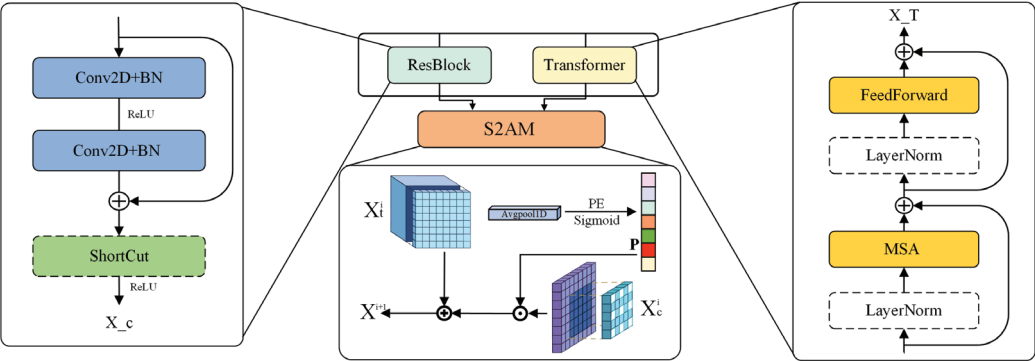 Conv2D+BN
ReLU
Conv2D+BN
ShortCut
ReLU
X_c
ResBlock
Transformer
S2AM
X i t
Avgpool1D
PE
Sigmoid
P
X i+1
X i c
X_T
FeedForward
LayerNorm
MSA
LayerNorm